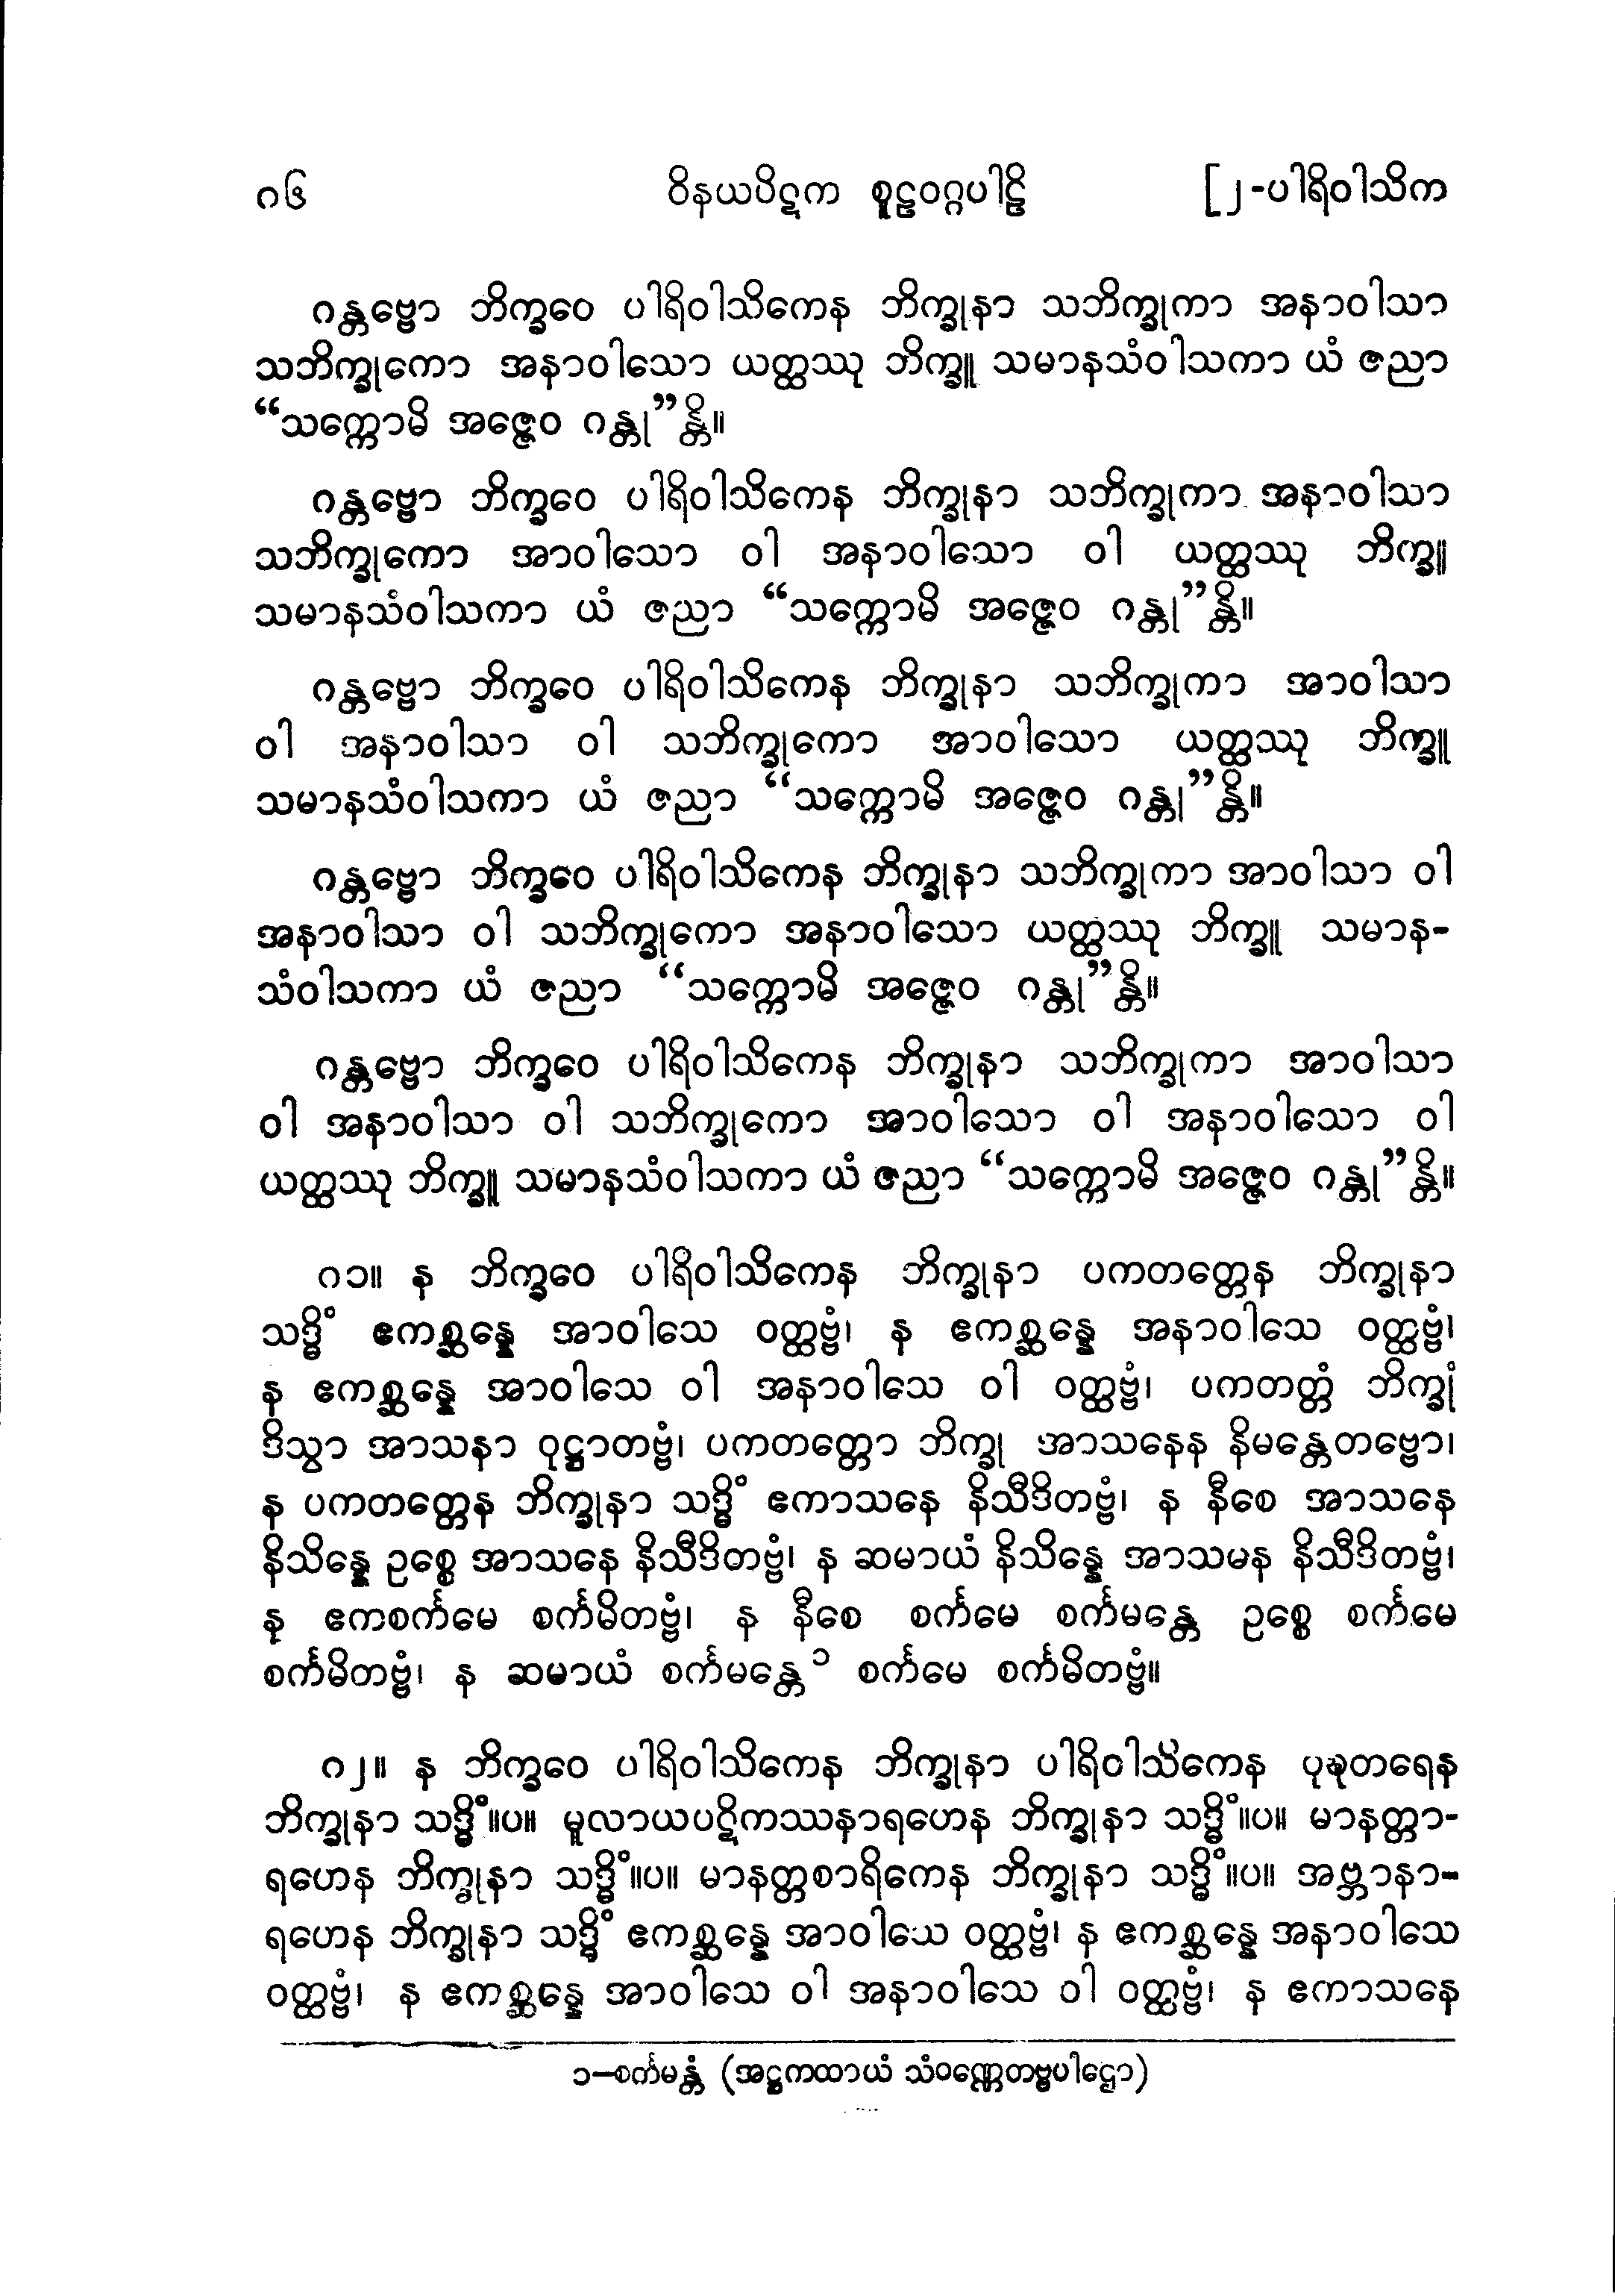 ၈၆ ဝိနယပိဋက စူဠဝဂ္ဂပါဠိ [၂-ပါရိဝါသိက
ဂန္တဗ္ဗော ဘိက္ခဝေ ပါရိဝါသိကေန ဘိက္ခုနာ သဘိက္ခုကာ အနာဝါသာ
သဘိက္ခုကော အနာဝါသော ယတ္ထဿု ဘိက္ခူ သမာနသံဝါသကာ ယံ ဇညာ
“သက္ကောမိ အဇ္ဇေဝ ဂန္တု”န္တိ။
ဂန္တဗ္ဗော ဘိက္ခဝေ ပါရိဝါသိကေန ဘိက္ခုနာ သဘိက္ခုကာ အနာဝါသာ
သဘိက္ခုကော အာဝါသော ဝါ အနာဝါသော ဝါ ယတ္ထဿု ဘိက္ခူ
သမာနသံဝါသကာ ယံ ဇညာ “သက္ကောမိ အဇ္ဇေဝ ဂန္တု”န္တိ။
ဂန္တဗ္ဗော ဘိက္ခဝေ ပါရိဝါသိကေန ဘိက္ခုနာ သဘိက္ခုကာ အာဝါသာ
ဝါ အနာဝါသာ ဝါ သဘိက္ခုကော အာဝါသော ယတ္ထဿု ဘိက္ခူ
သမာနသံဝါသကာ ယံ ဇညာ “သက္ကောမိ အဇ္ဇေဝ ဂန္တု”န္တိ။
ဂန္တဗ္ဗော ဘိက္ခဝေ ပါရိဝါသိကေန ဘိက္ခုနာ သဘိက္ခုကာ အာဝါသာ ဝါ
အနာဝါသာ ဝါ သဘိက္ခုကော အနာဝါသော ယတ္ထဿု ဘိက္ခူ သမာန-
သံဝါသကာ ယံ ဇညာ “သက္ကောမိ အဇ္ဇေဝ ဂန္တု”န္တိ။
ဂန္တဗ္ဗော ဘိက္ခဝေ ပါရိဝါသိကေန ဘိက္ခုနာ သဘိက္ခုကာ အာဝါသာ
ဝါ အနာဝါသာ ဝါ သဘိက္ခုကော အာဝါသော ဝါ အနာဝါသော ဝါ
ယတ္ထဿု ဘိက္ခူ သမာနသံဝါသကာ ယံ ဇညာ “သက္ကောမိ အဇ္ဇေဝ ဂန္တု”န္တိ။
၈၁။ န ဘိက္ခဝေ ပါရိဝါသိကေန ဘိက္ခုနာ ပကတတ္တေန ဘိက္ခုနာ
သဒ္ဓိံ ဧကစ္ဆန္နေ အာဝါသေ ဝတ္ထဗ္ဗံ၊ န ဧကစ္ဆန္နေ အနာဝါသေ ဝတ္ထဗ္ဗံ၊
န ဧကစ္ဆန္နေ အာဝါသေ ဝါ အနာဝါသေ ဝါ ဝတ္ထဗ္ဗံ၊ ပကတတ္တံ ဘိက္ခုံ
ဒိသွာ အာသနာ ဝုဋ္ဌာတဗ္ဗံ၊ ပကတတ္တော ဘိက္ခု အာသနေန နိမန္တေတဗ္ဗော၊
န ပကတတ္တေန ဘိက္ခုနာ သဒ္ဓိံ ဧကာသနေ နိသီဒိတဗ္ဗံ၊ န နီစေ အာသနေ
နိသိန္နေ ဥစ္စေ အာသနေ နိသီဒိတဗ္ဗံ၊ န ဆမာယံ နိသိန္နေ အာသမန နိသီဒိတဗ္ဗံ၊
န ဧကစင်္ကမေ စင်္ကမိတဗ္ဗံ၊ န နီစေ စင်္ကမေ စင်္ကမန္တေ ဥစ္စေ စင်္ကမေ
စင်္ကမိတဗ္ဗံ၊ န ဆမာယံ စင်္ကမန္တေ ၁ စင်္ကမေ စင်္ကမိတဗ္ဗံ။
၈၂။ န ဘိက္ခဝေ ပါရိဝါသိကေန ဘိက္ခုနာ ပါရိဝါသိကေန ဝုဍ္ဎတရေန
ဘိက္ခုနာ သဒ္ဓိံ။ပ။ မူလာယပဋိကဿနာရဟေန ဘိက္ခုနာ သဒ္ဓိံ။ပ။ မာနတ္တာ-
ရဟေန ဘိက္ခုနာ သဒ္ဓိံ။ပ။ မာနတ္တစာရိကေန ဘိက္ခုနာ သဒ္ဓိံ။ပ။ အဗ္ဘာနာ-
ရဟေန ဘိက္ခုနာ သဒ္ဓိံ ဧကစ္ဆန္နေ အာဝါသေ ဝတ္ထဗ္ဗံ၊ န ဧကစ္ဆန္နေ အနာဝါသေ
ဝတ္ထဗ္ဗံ၊ န ဧကစ္ဆန္နေ အာဝါသေ ဝါ အနာဝါသေ ဝါ ဝတ္ထဗ္ဗံ၊ န ဧကာသနေ
၁-စင်္ကမန္တံ (အဋ္ဌကထာယံ သံဝဏ္ဏေတဗ္ဗပါဌော)